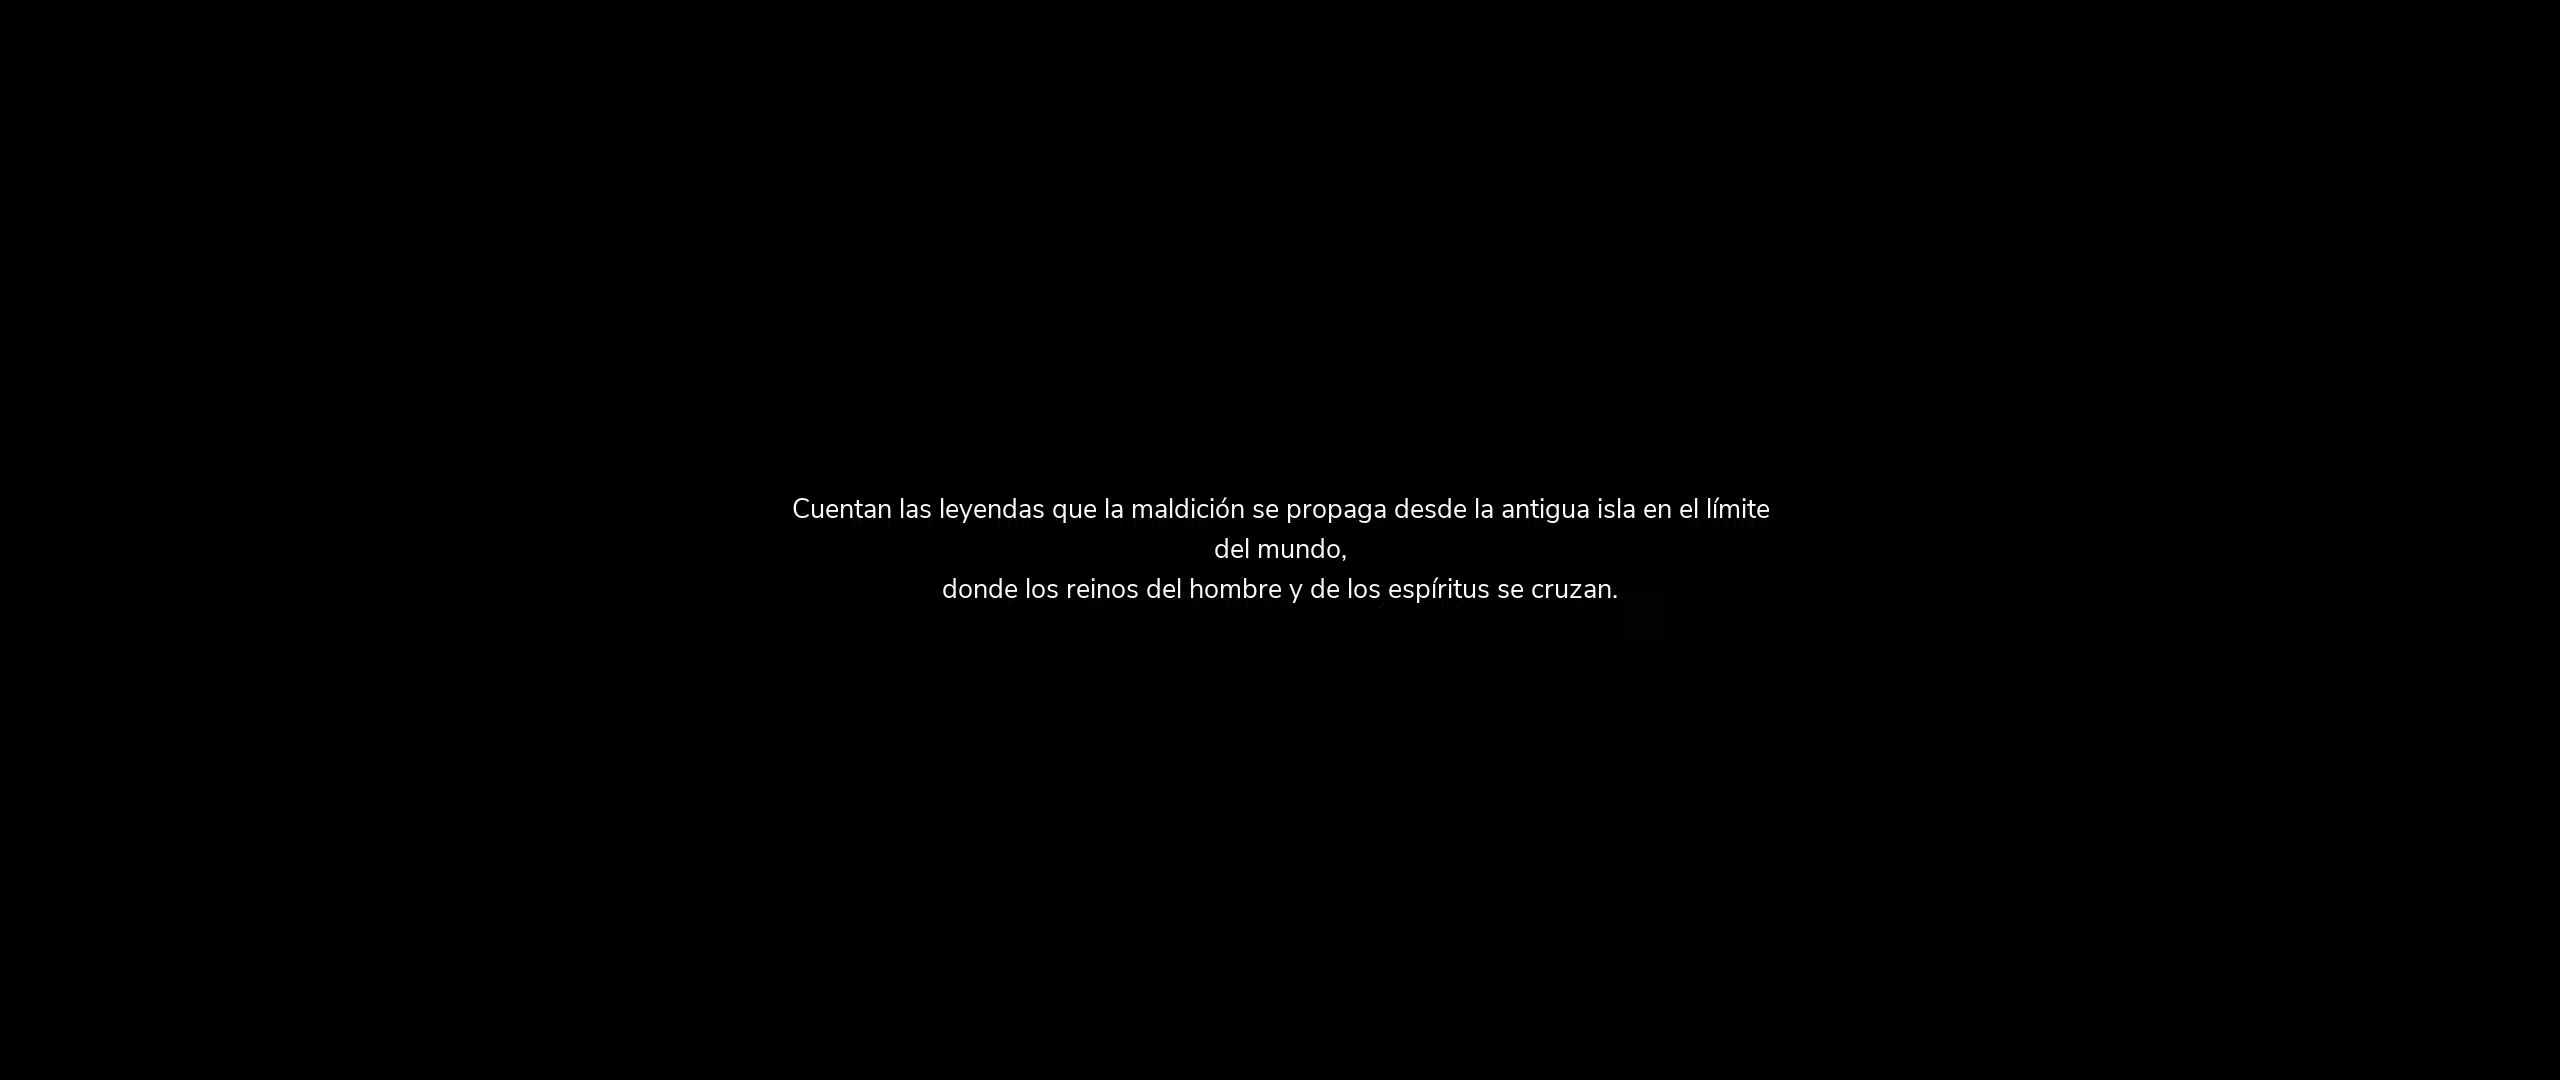 Cuentan las leyendas que la maldición se propaga desde la antigua isla en el límite
del mundo,
donde los reinos del hombre y de los espíritus se cruzan.